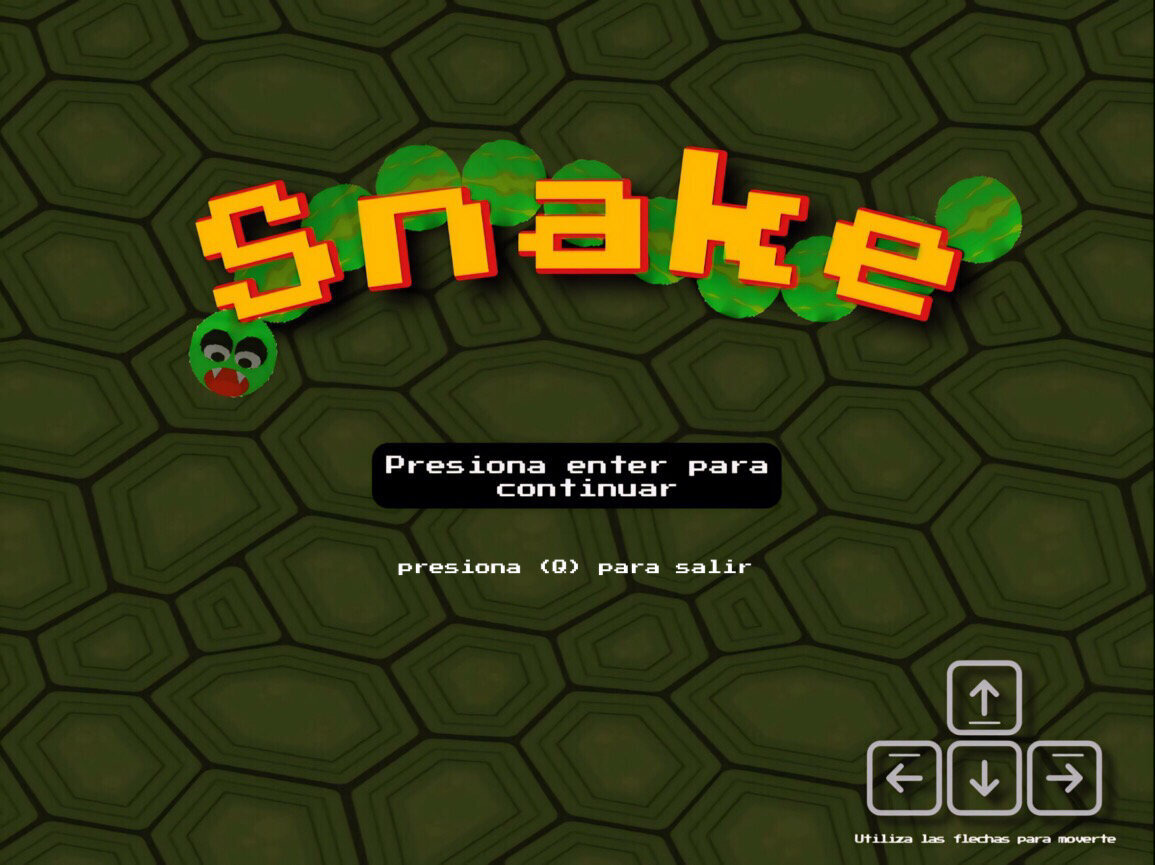 Snake
Presiona enter para
continuar
presiona (Q) para salir
Utiliza las flechas para moverte